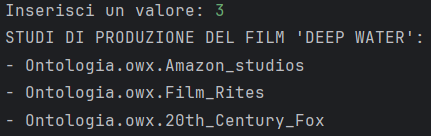 Inserisci un valore: 3
STUDI DI PRODUZIONE DEL FILM 'DEEP WATER':
- Ontologia.owx.Amazon_studios
- Ontologia.owx.Film_Rites
- Ontologia.owx.20th_Century_Fox